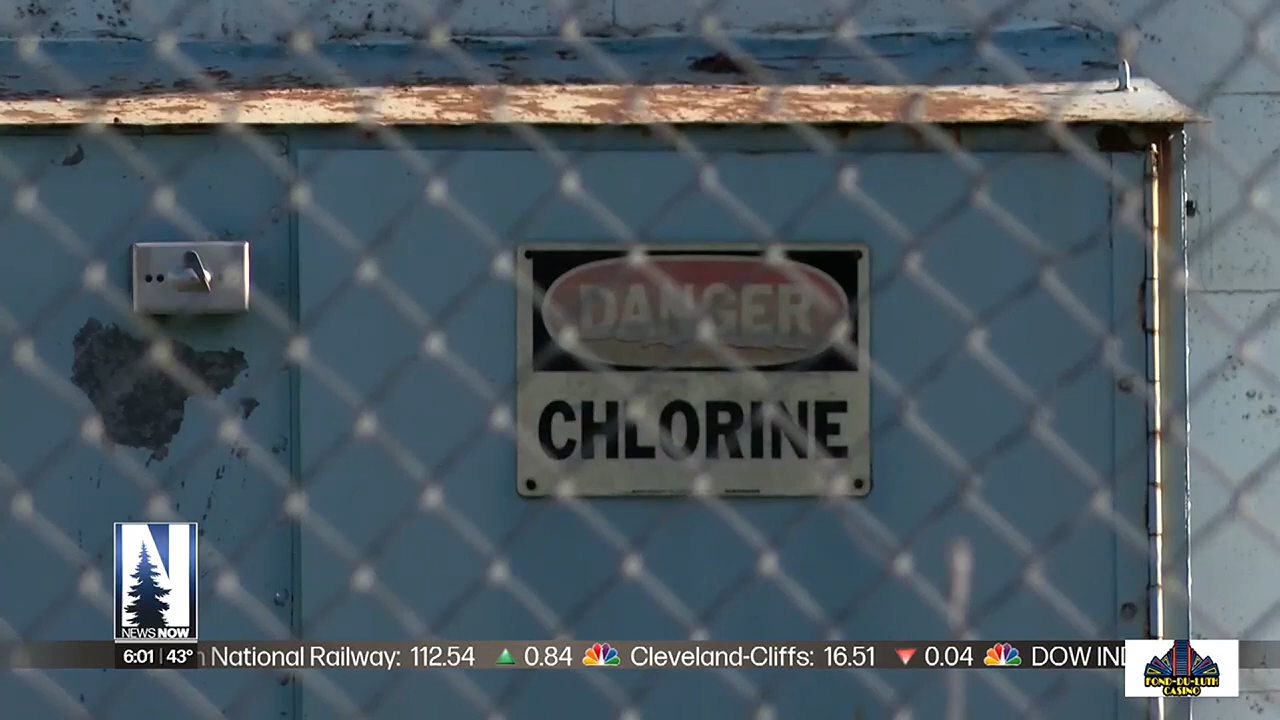 DANGER
CHLORINE
N
NEWS NOW
6:01 | 43° n National Railway: 112.54 0.84 Cleveland-Cliffs: 16.51 0.04 DOW IND
FOND-DU-LUTH
CASINO